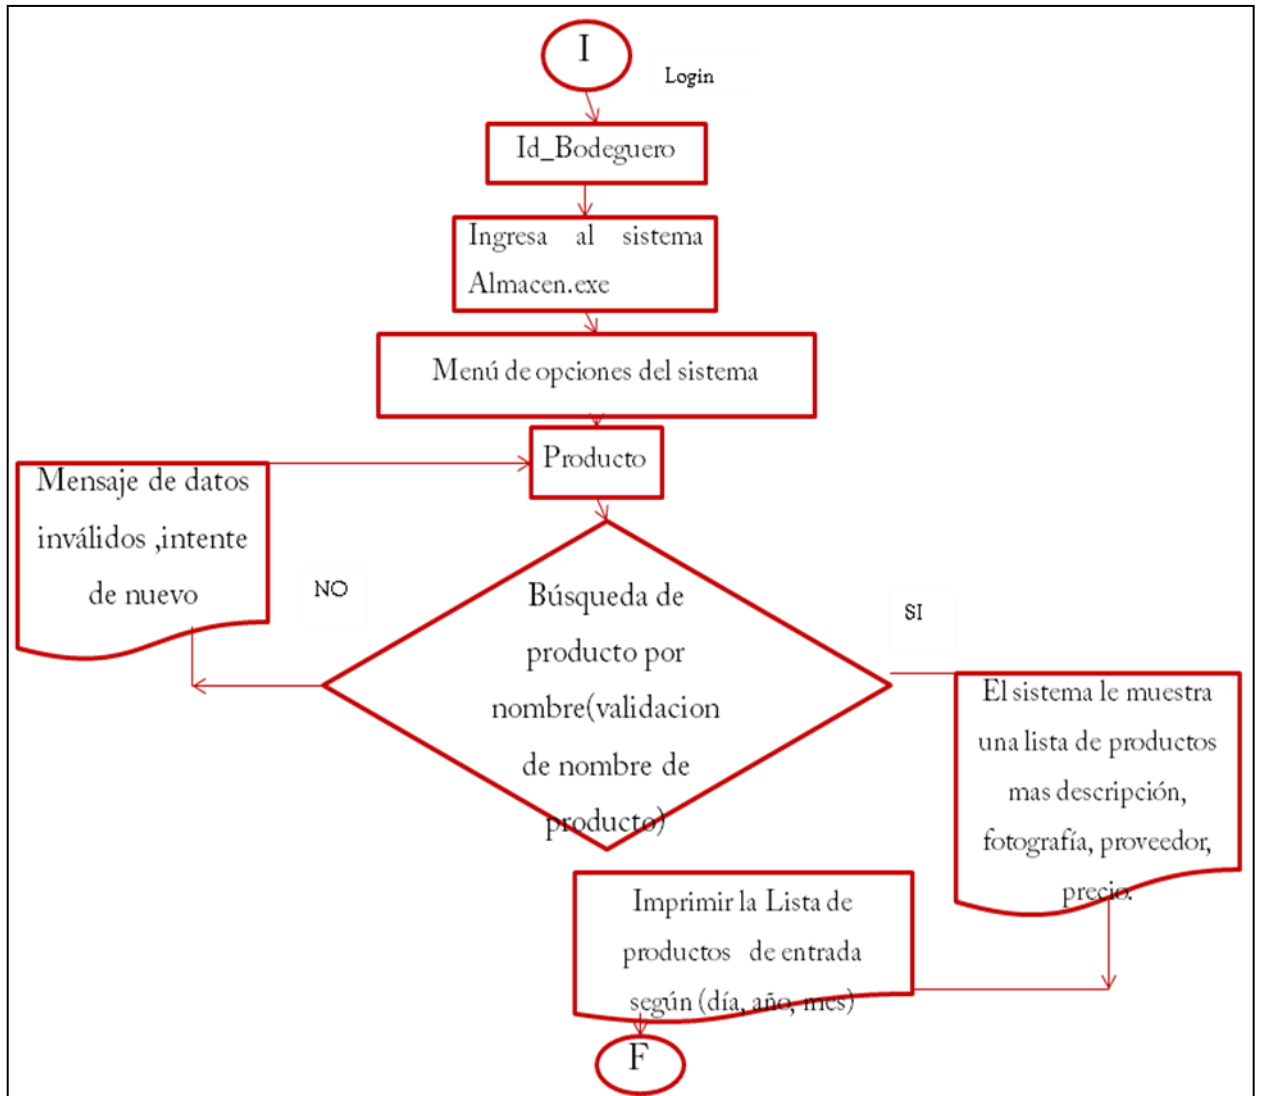 I
Login
Id_Bodeguero
Ingresa al sistema
Almacen.exe
Menú de opciones del sistema
Producto
Mensaje de datos
inválidos ,intente
de nuevo
NO
Búsqueda de
producto por
nombre(validacion
de nombre de
producto)
SI
El sistema le muestra
una lista de productos
mas descripción,
fotografía, proveedor,
precio.
Imprimir la Lista de
productos de entrada
según (día, año, mes)
F